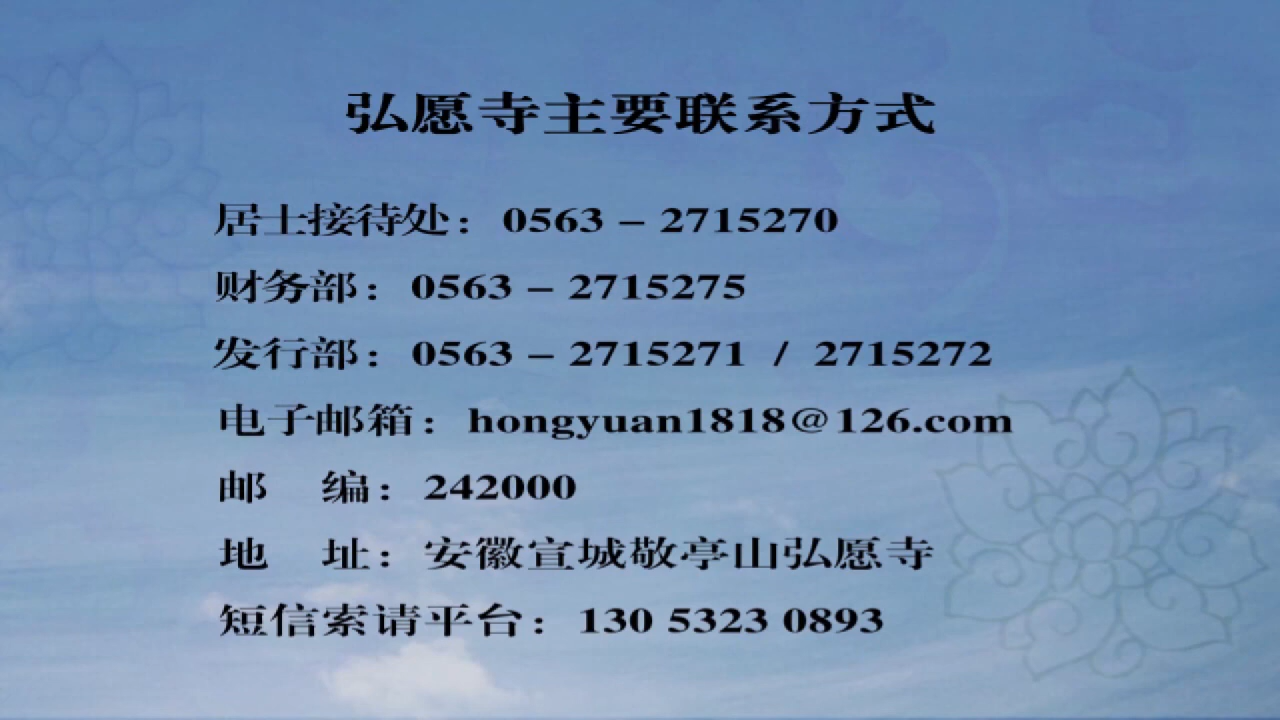 弘愿寺主要联系方式
居士接待处：0563－2715270
财务部：0563－2715275
发行部：0563－2715271 / 2715272
电子邮箱：hongyuan1818@126.com
邮 编：242000
地 址：安徽宣城敬亭山弘愿寺
短信索请平台：130 5323 0893